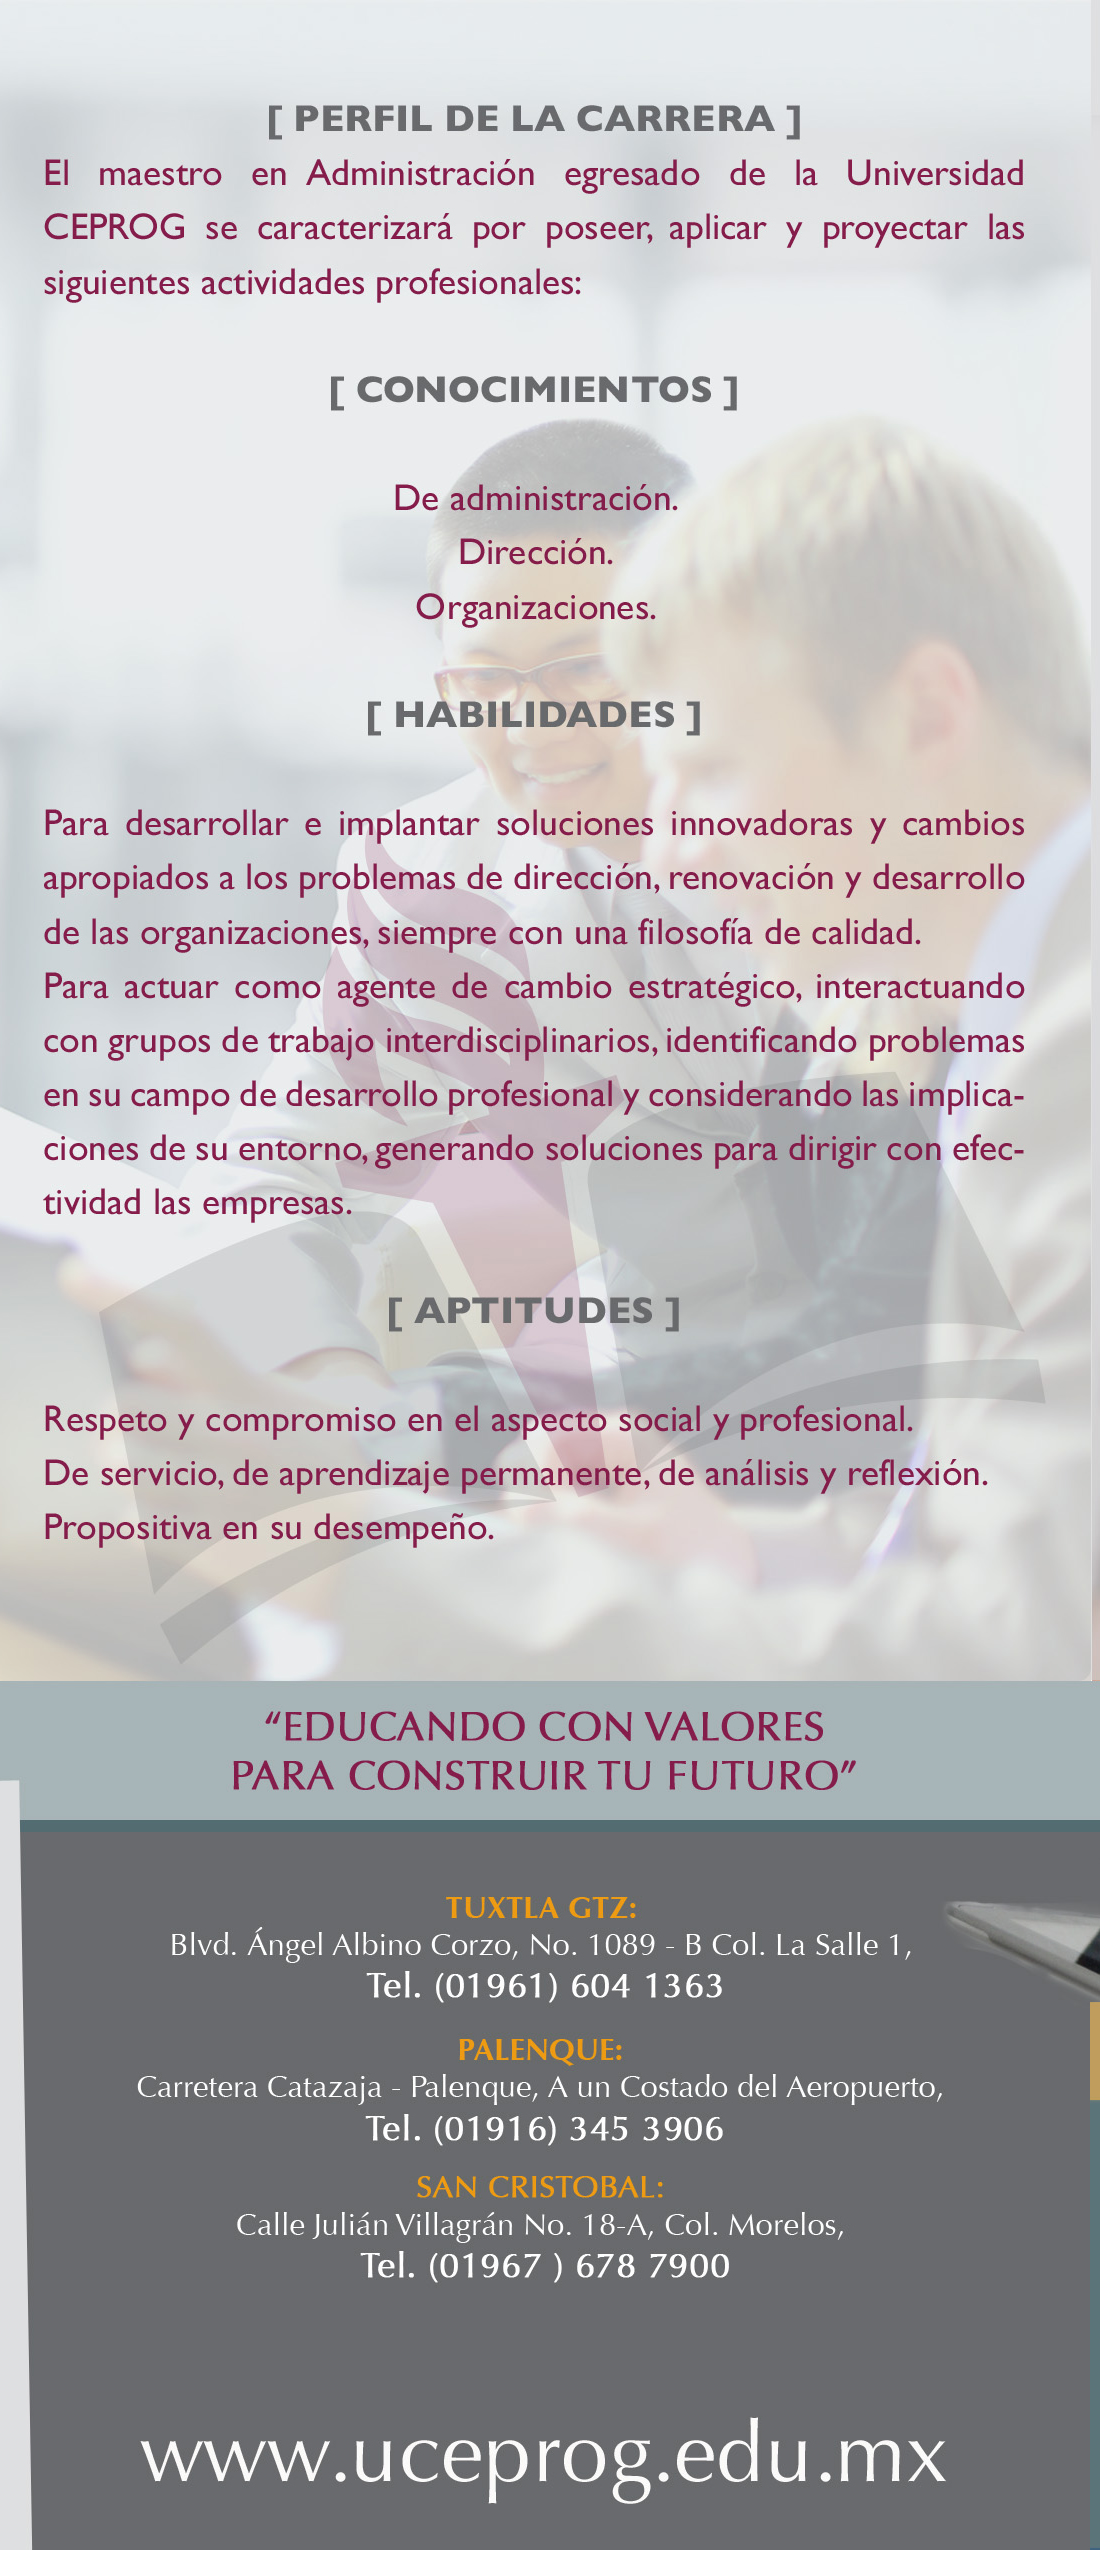 [ PERFIL DE LA CARRERA ]
El maestro en Administración egresado de la Universidad
CEPROG se caracterizará por poseer, aplicar y proyectar las
siguientes actividades profesionales:
[ CONOCIMIENTOS ]
De administración.
Dirección.
Organizaciones.
[ HABILIDADES ]
Para desarrollar e implantar soluciones innovadoras y cambios
apropiados a los problemas de dirección, renovación y desarrollo
de las organizaciones, siempre con una filosofía de calidad.
Para actuar como agente de cambio estratégico, interactuando
con grupos de trabajo interdisciplinarios, identificando problemas
en su campo de desarrollo profesional y considerando las implica-
ciones de su entorno, generando soluciones para dirigir con efec-
tividad las empresas.
[ APTITUDES ]
Respeto y compromiso en el aspecto social y profesional.
De servicio, de aprendizaje permanente, de análisis y reflexión.
Propositiva en su desempeño.
“EDUCANDO CON VALORES
PARA CONSTRUIR TU FUTURO”
TUXTLA GTZ:
Blvd. Ángel Albino Corzo, No. 1089 - B Col. La Salle 1,
Tel. (01961) 604 1363
PALENQUE:
Carretera Catazaja - Palenque, A un Costado del Aeropuerto,
Tel. (01916) 345 3906
SAN CRISTOBAL:
Calle Julián Villagrán No. 18-A, Col. Morelos,
Tel. (01967 ) 678 7900
www.uceprog.edu.mx